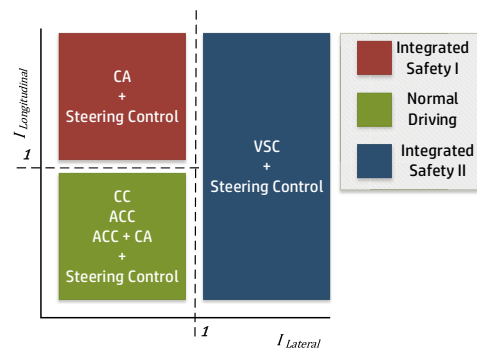 I Longitudinal
1
CA
+
Steering Control
CC
ACC
ACC + CA
+
Steering Control
VSC
+
Steering Control
1
I Lateral
Integrated
Safety I
Normal
Driving
Integrated
Safety II